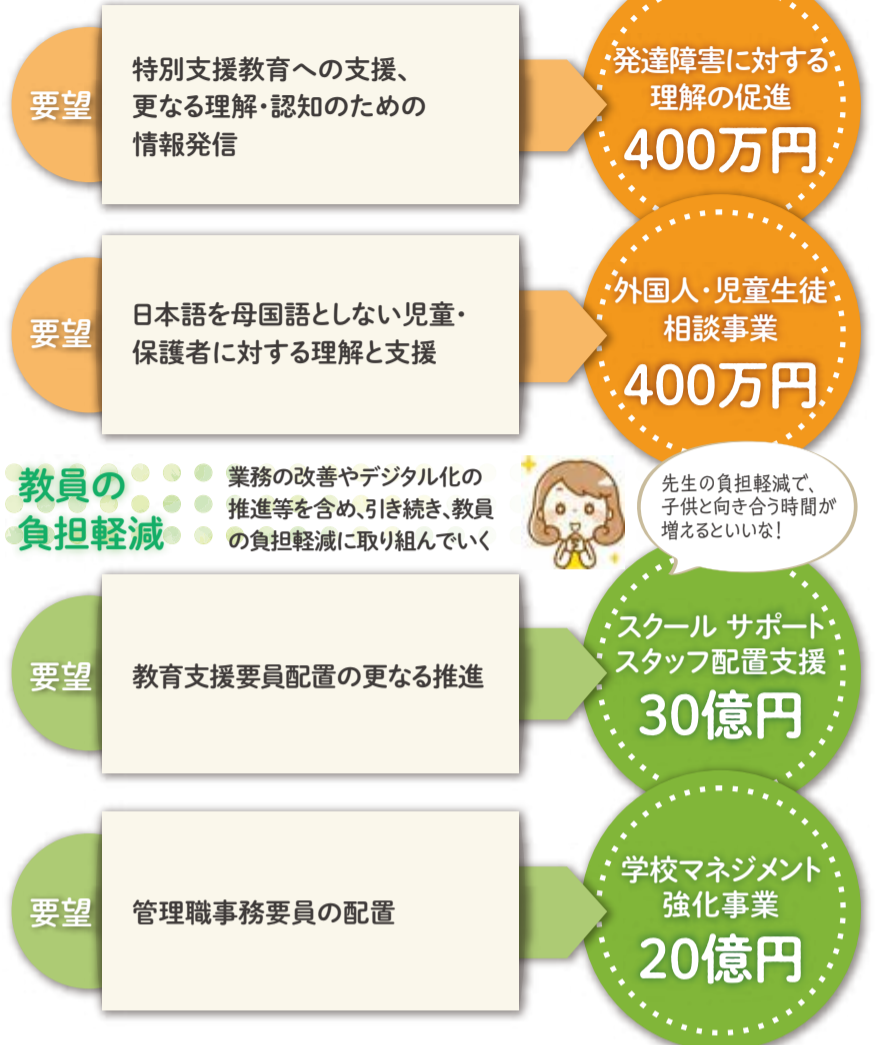 要望
特別支援教育への支援、
更なる理解・認知のための
情報発信
発達障害に対する
理解の促進
400万円
要望
日本語を母国語としない児童・
保護者に対する理解と支援
外国人・児童生徒
相談事業
400万円
教員の
負担軽減
業務の改善やデジタル化の
推進等を含め、引き続き、教員
の負担軽減に取り組んでいく
先生の負担軽減で、
子供と向き合う時間が
増えるといいな!
要望
教育支援要員配置の更なる推進
スクール サポート
スタッフ配置支援
30億円
要望
管理職事務要員の配置
学校マネジメント
強化事業
20億円